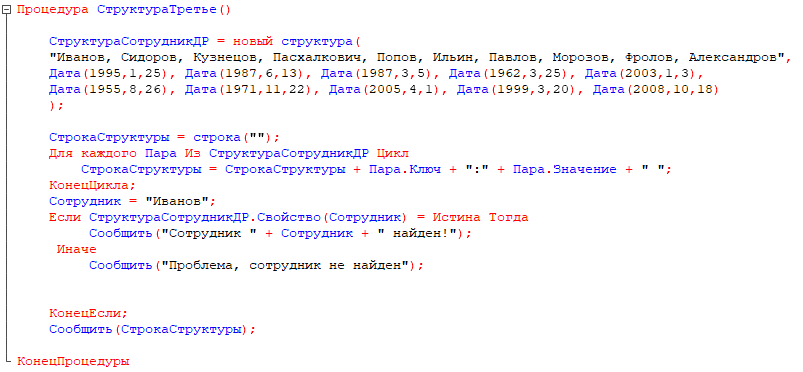 Процедура СтруктураТретье()
СтруктураСотрудникДР = новый структура(
"Иванов, Сидоров, Кузнецов, Пасхалкович, Попов, Ильин, Павлов, Морозов, Фролов, Александров",
Дата(1995,1,25), Дата(1987,6,13), Дата(1987,3,5), Дата(1962,3,25), Дата(2003,1,3),
Дата(1955,8,26), Дата(1971,11,22), Дата(2005,4,1), Дата(1999,3,20), Дата(2008,10,18)
);
СтрокаСтруктуры = строка("");
Для каждого Пара Из СтруктураСотрудникДР Цикл
СтрокаСтруктуры = СтрокаСтруктуры + Пара.Ключ + ":" + Пара.Значение + " ";
КонецЦикла;
Сотрудник = "Иванов";
Если СтруктураСотрудникДР.Свойство(Сотрудник) = Истина Тогда
Сообщить("Сотрудник " + Сотрудник + " найден!");
Иначе
Сообщить("Проблема, сотрудник не найден");
КонецЕсли;
Сообщить(СтрокаСтруктуры);
КонецПроцедуры